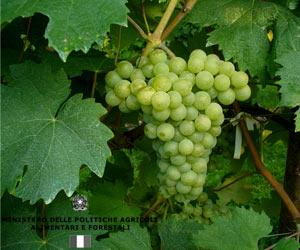 MINISTERO DELLE POLITICHE AGRICOLE
ALIMENTARI E FORESTALI